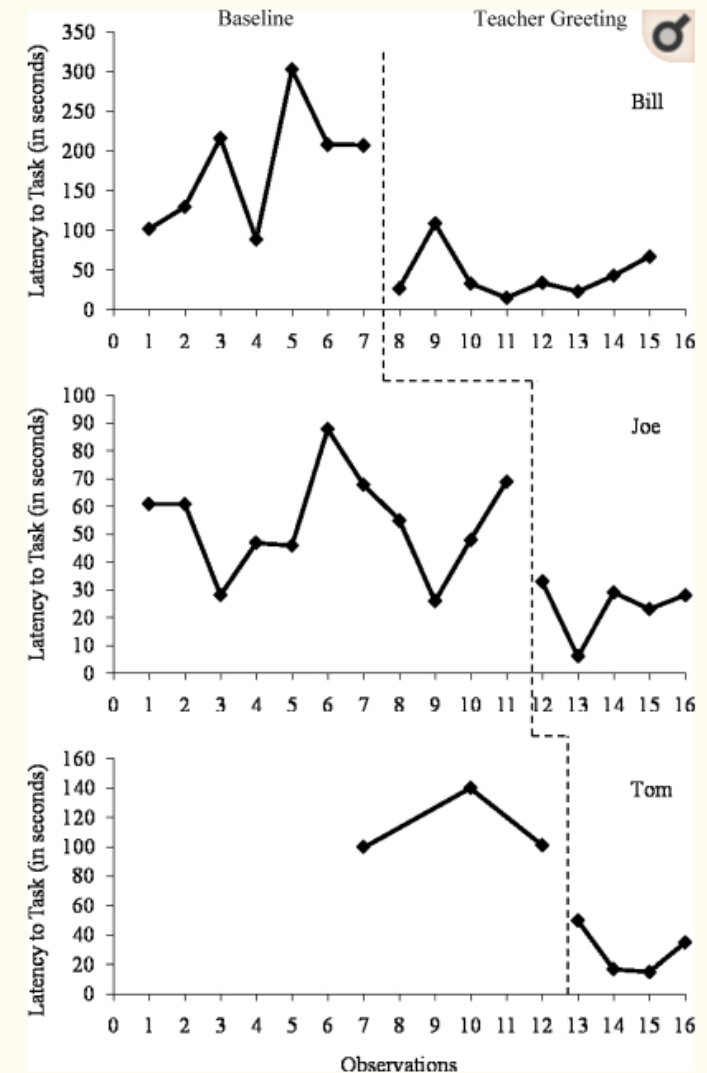 Baseline Teacher Greeting
Bill
Latency to Task (in seconds)
350
300
250
200
150
100
50
0
0 1 2 3 4 5 6 7 8 9 10 11 12 13 14 15 16
Joe
Latency to Task (in seconds)
100
90
80
70
60
50
40
30
20
10
0
0 1 2 3 4 5 6 7 8 9 10 11 12 13 14 15 16
Tom
Latency to Task (in seconds)
160
140
120
100
80
60
40
20
0
0 1 2 3 4 5 6 7 8 9 10 11 12 13 14 15 16
Observations